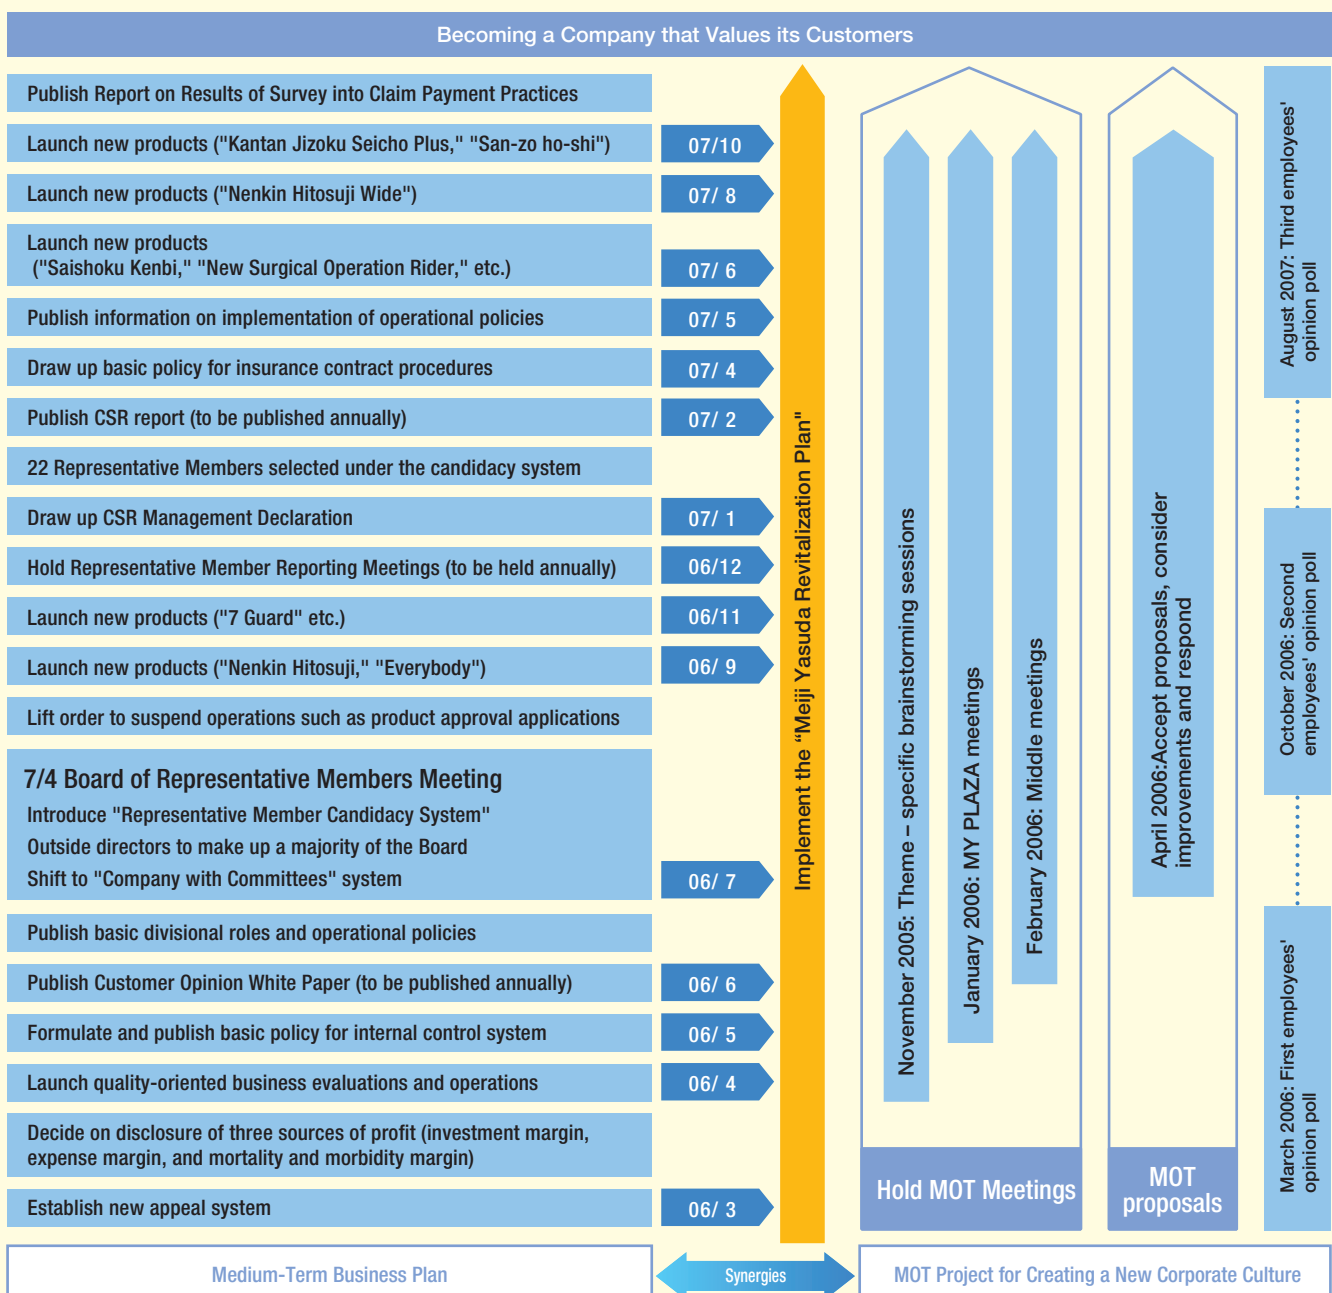 Becoming a Company that Values its Customers
Publish Report on Results of Survey into Claim Payment Practices
Launch new products ("Kantan Jizoku Seicho Plus," "San-zo ho-shi")
07/10
Launch new products ("Nenkin Hitosuji Wide")
07/ 8
Launch new products
("Saishoku Kenbi," "New Surgical Operation Rider," etc.)
07/ 6
Publish information on implementation of operational policies
07/ 5
Draw up basic policy for insurance contract procedures
07/ 4
Publish CSR report (to be published annually)
07/ 2
22 Representative Members selected under the candidacy system
Draw up CSR Management Declaration
07/ 1
Hold Representative Member Reporting Meetings (to be held annually)
06/12
Launch new products ("7 Guard" etc.)
06/11
Launch new products ("Nenkin Hitosuji," "Everybody")
06/ 9
Lift order to suspend operations such as product approval applications
7/4 Board of Representative Members Meeting
Introduce "Representative Member Candidacy System"
Outside directors to make up a majority of the Board
Shift to "Company with Committees" system
06/ 7
Publish basic divisional roles and operational policies
Publish Customer Opinion White Paper (to be published annually)
06/ 6
Formulate and publish basic policy for internal control system
06/ 5
Launch quality-oriented business evaluations and operations
06/ 4
Decide on disclosure of three sources of profit (investment margin,
expense margin, and mortality and morbidity margin)
Establish new appeal system
06/ 3
Medium-Term Business Plan
Implement the “Meiji Yasuda Revitalization Plan"
Synergies
November 2005: Theme – specific brainstorming sessions
January 2006: MY PLAZA meetings
February 2006: Middle meetings
Hold MOT Meetings
April 2006:Accept proposals, consider
improvements and respond
MOT
proposals
August 2007: Third employees'
opinion poll
October 2006: Second
employees' opinion poll
March 2006: First employees'
opinion poll
MOT Project for Creating a New Corporate Culture